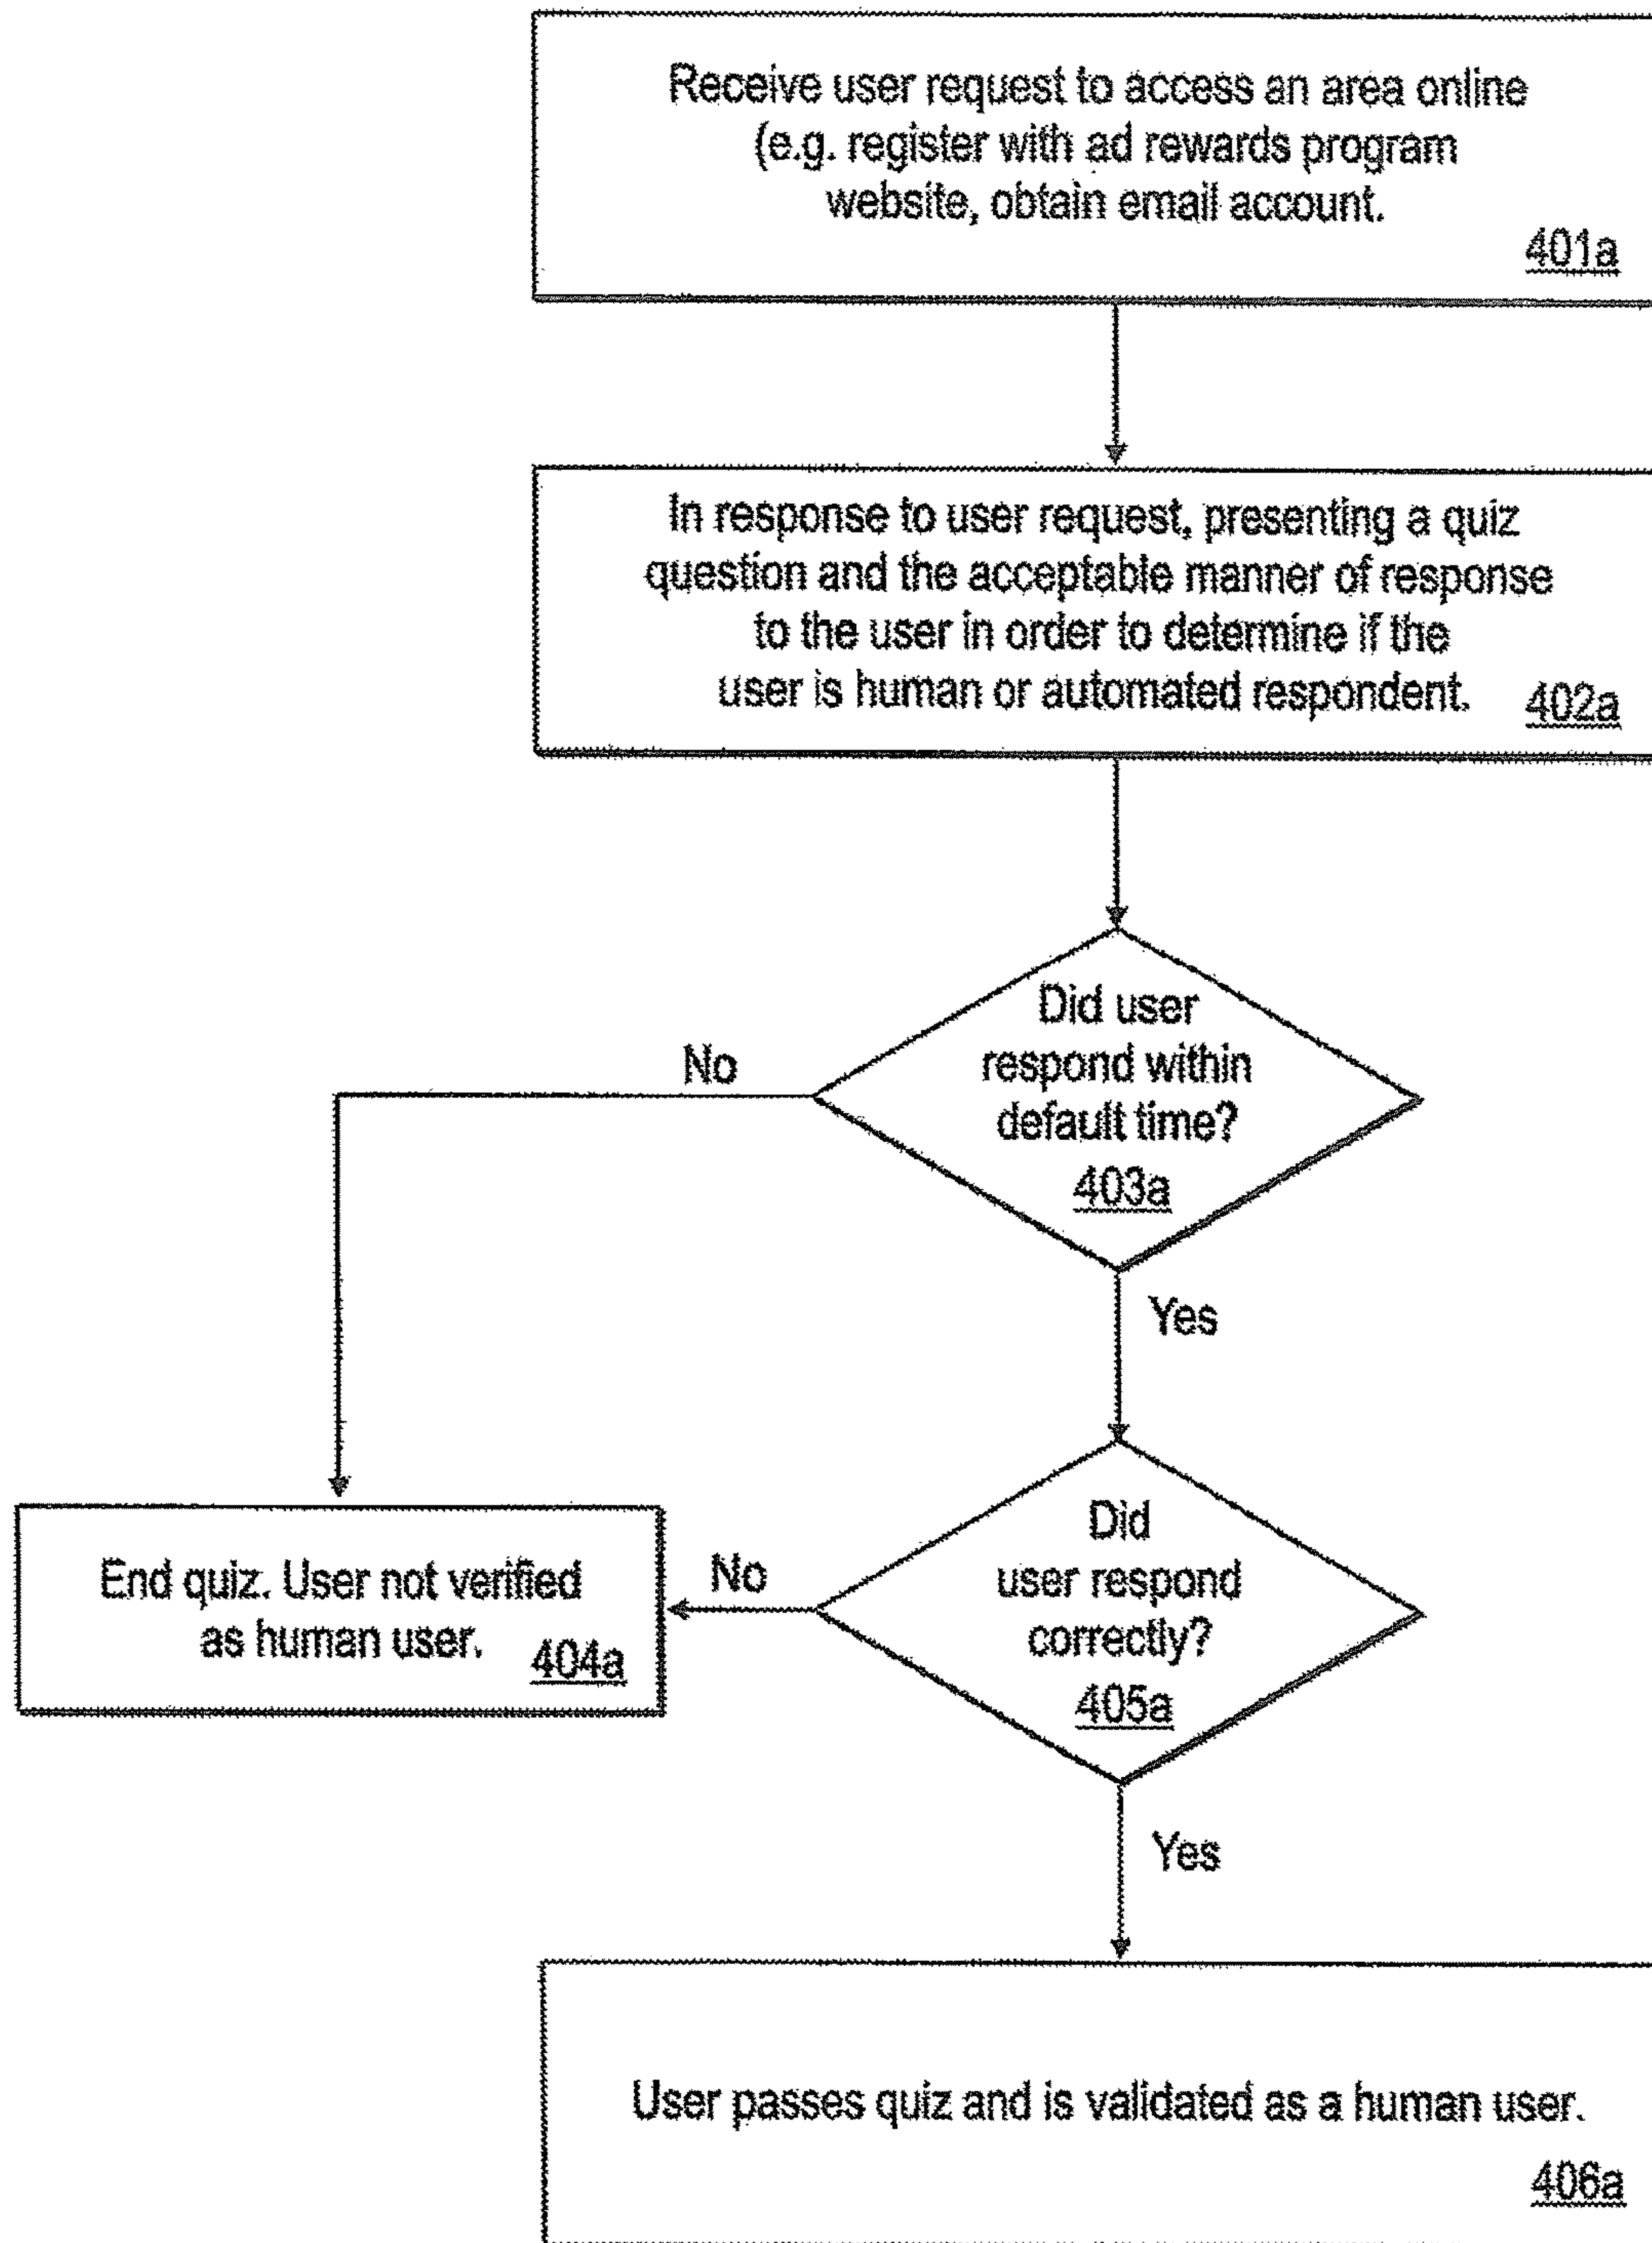 Receive user request to access an area online
(e.g. register with ad rewards program
website, obtain email account.
401a
In response to user request, presenting a quiz
question and the acceptable manner of response
to the user in order to determine if the
user is human or automated respondent.
402a
Did user
respond within
default time?
403a
No
Yes
Did
user respond
correctly?
405a
No
End quiz. User not verified
as human user.
404a
Yes
User passes quiz and is validated as a human user.
406a